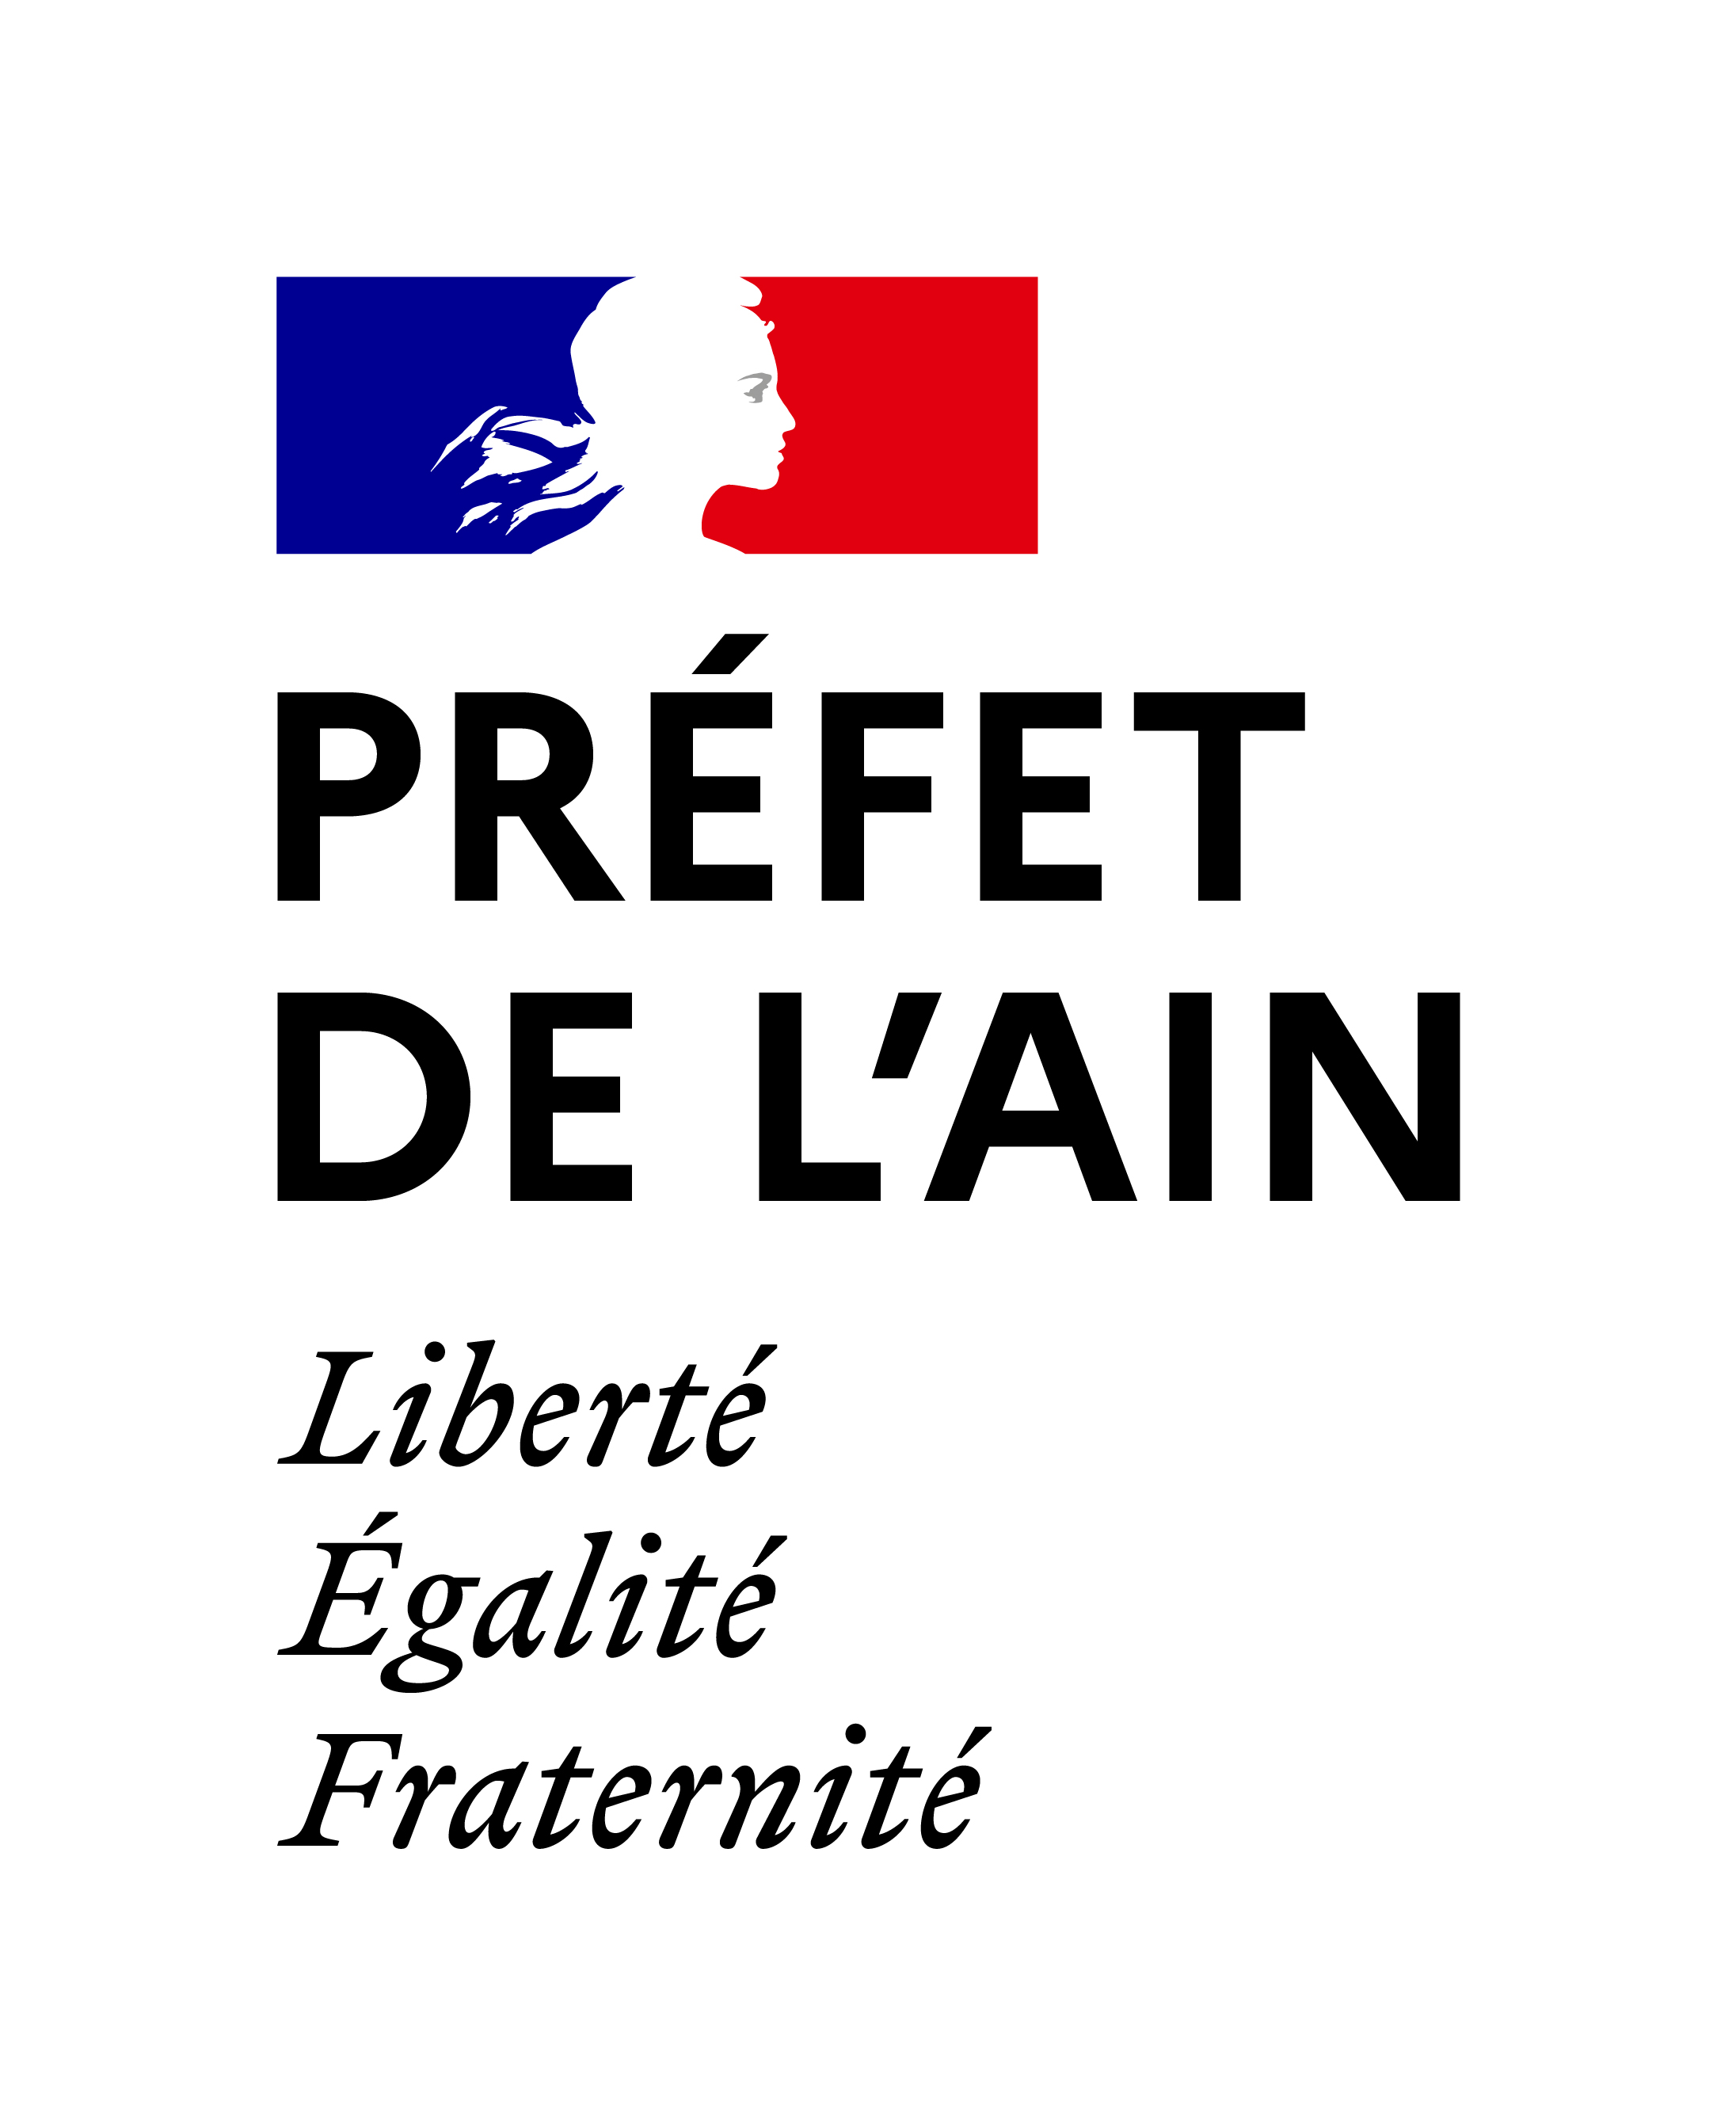 PRÉFET
DE L’AIN
Liberté
Égalité
Fraternité